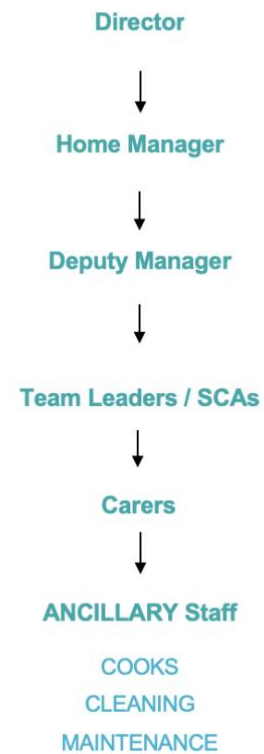 Director
Home Manager
Deputy Manager
Team Leaders / SCAs
Carers
ANCILLARY Staff
COOKS
CLEANING
MAINTENANCE